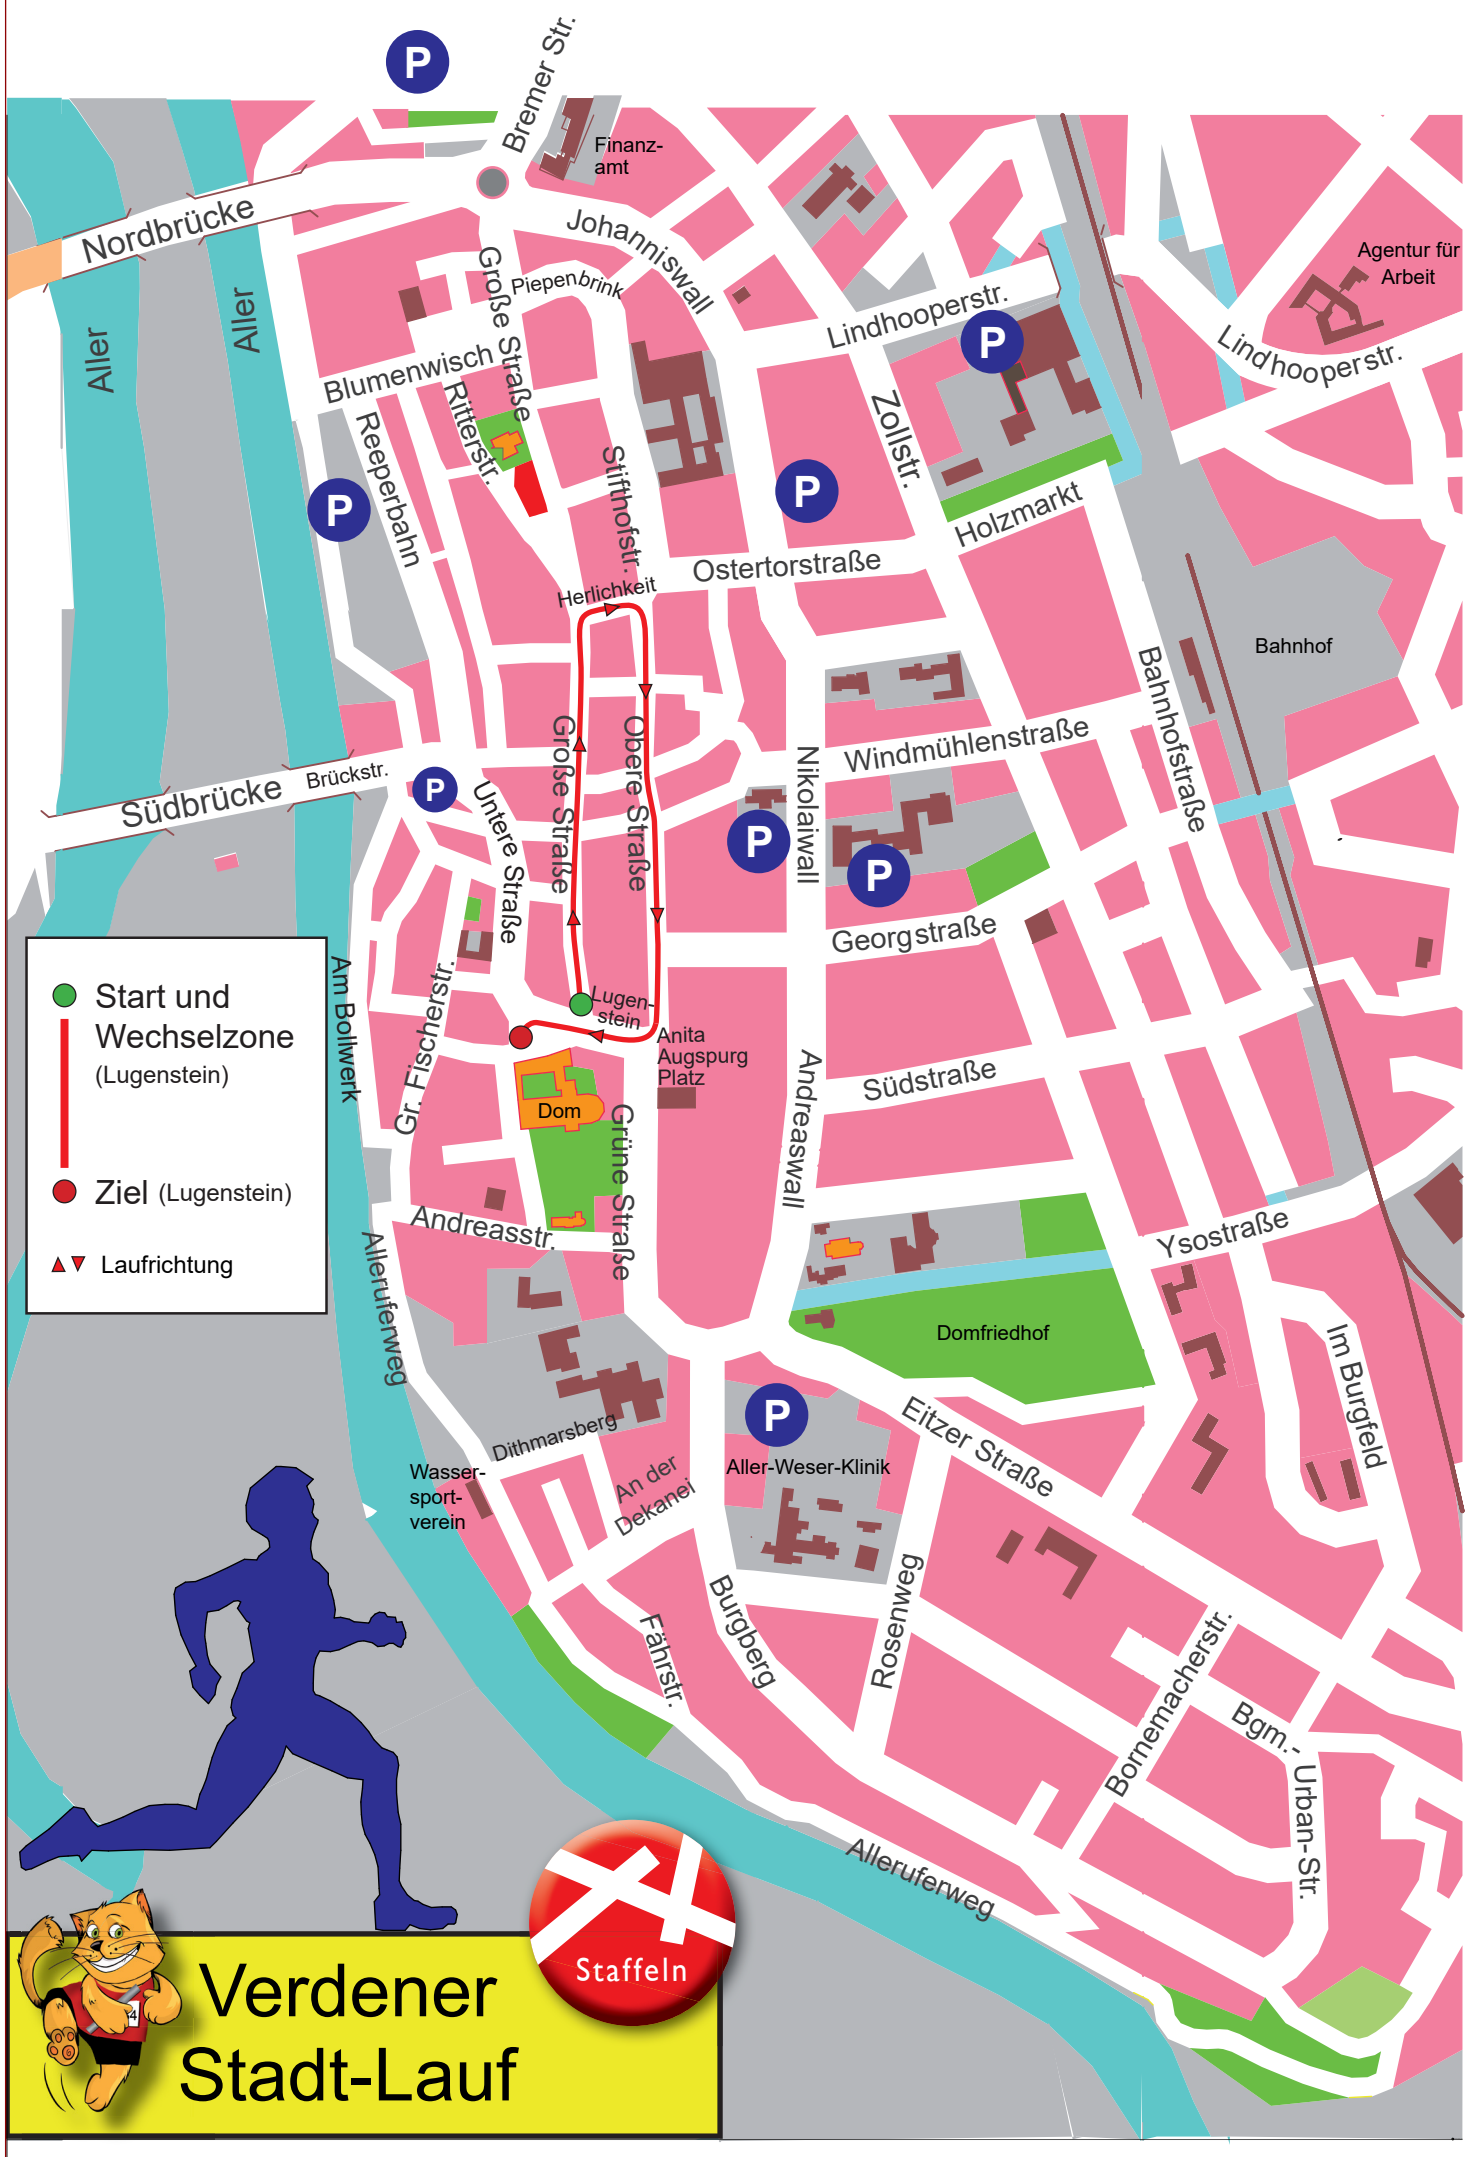 P
Bremer Str.
Finanz-
amt
Nordbrücke
Johanniswall
Große Straße
Piepenbrink
Agentur für
Arbeit
Aller
Aller
Lindhooperstr.
P
Lindhooperstr.
Blumenwisch
Ritterstr.
Reeperbahn
Zollstr.
Stifthofstr.
P
P
Holzmarkt
Ostertorstraße
Herlichkeit
Bahnhof
Bahnhofstraße
Große Straße
Obere Straße
Nikolaiwall
Windmühlenstraße
Südbrücke
Brückstr.
P
Untere Straße
P
P
Georgstraße
Am Bollwerk
Gr. Fischerstr.
Start und
Wechselzone
(Lugenstein)
Ziel (Lugenstein)
Laufrichtung
Lugen-
stein
Anita
Augspurg
Platz
Dom
Grüne Straße
Andreaswall
Südstraße
Andreasstr.
Alleruferweg
Ysostraße
Domfriedhof
Im Burgfeld
P
Eitzer Straße
Dithmarsberg
Aller-Weser-Klinik
Wasser-
sport-
verein
An der
Dekanei
Burgberg
Fährstr.
Rosenweg
Bornemacherstr.
Bgm.-
Urban-Str.
Alleruferweg
Staffeln
4
Verdener
Stadt-Lauf